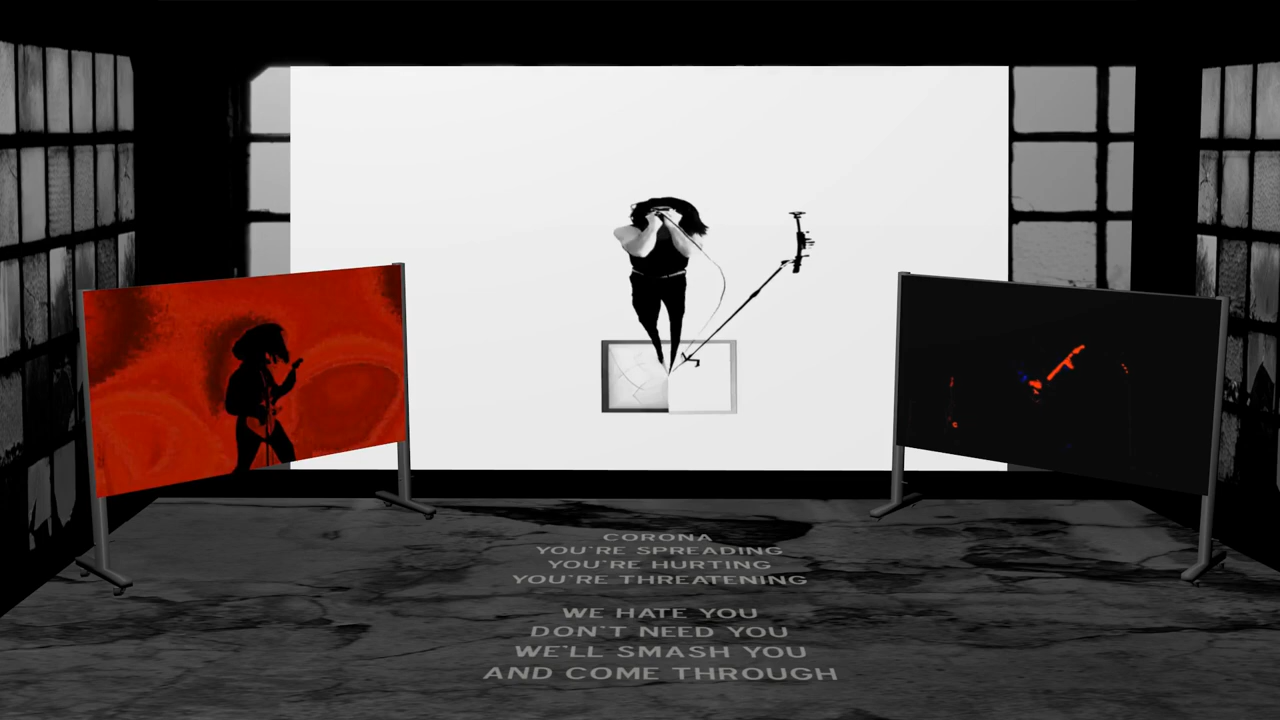 CORONA
YOU'RE SPREADING
YOU'RE HURTING
YOU'RE THREATENING
WE HATE YOU
DON'T NEED YOU
WE'LL SMASH YOU
AND COME THROUGH